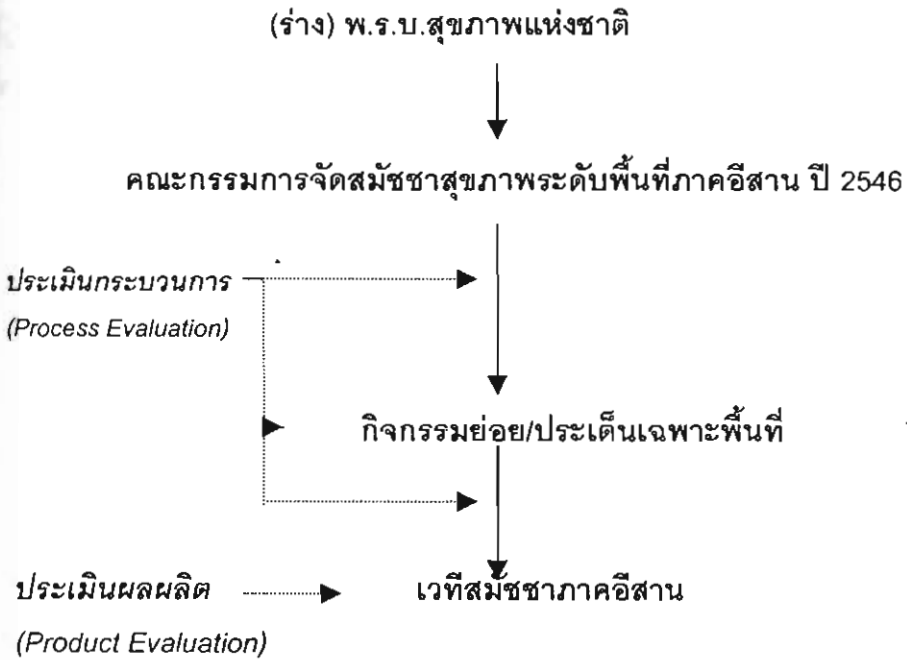 (ร่าง) พ.ร.บ.สุขภาพแห่งชาติ
คณะกรรมการจัดสมัชชาสุขภาพระดับพื้นที่ภาคอีสาน ปี 2546
ประเมินกระบวนการ
(Process Evaluation)
กิจกรรมย่อย/ประเด็นเฉพาะพื้นที่
ประเมินผลผลิต
เวทีสมัชชาภาคอีสาน
(Product Evaluation)